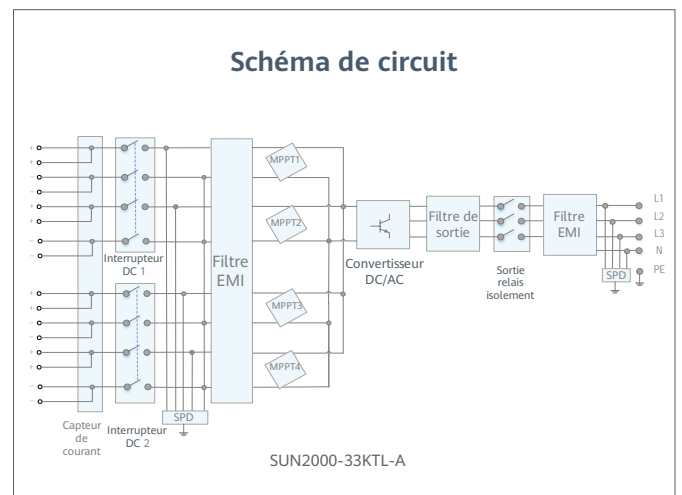 Schéma de circuit
+
+
−
−
+
+
−
−
+
+
−
−
+
+
−
−
Capteur
de
courant
Interrupteur
DC 1
Interrupteur
DC 2
SPD
Filtre
EMI
MPPT1
MPPT2
MPPT3
MPPT4
Convertisseur
DC/AC
Filtre de
sortie
Sortie
relais
isolement
Filtre
EMI
SPD
L1
L2
L3
N
PE
SUN2000-33KTL-A